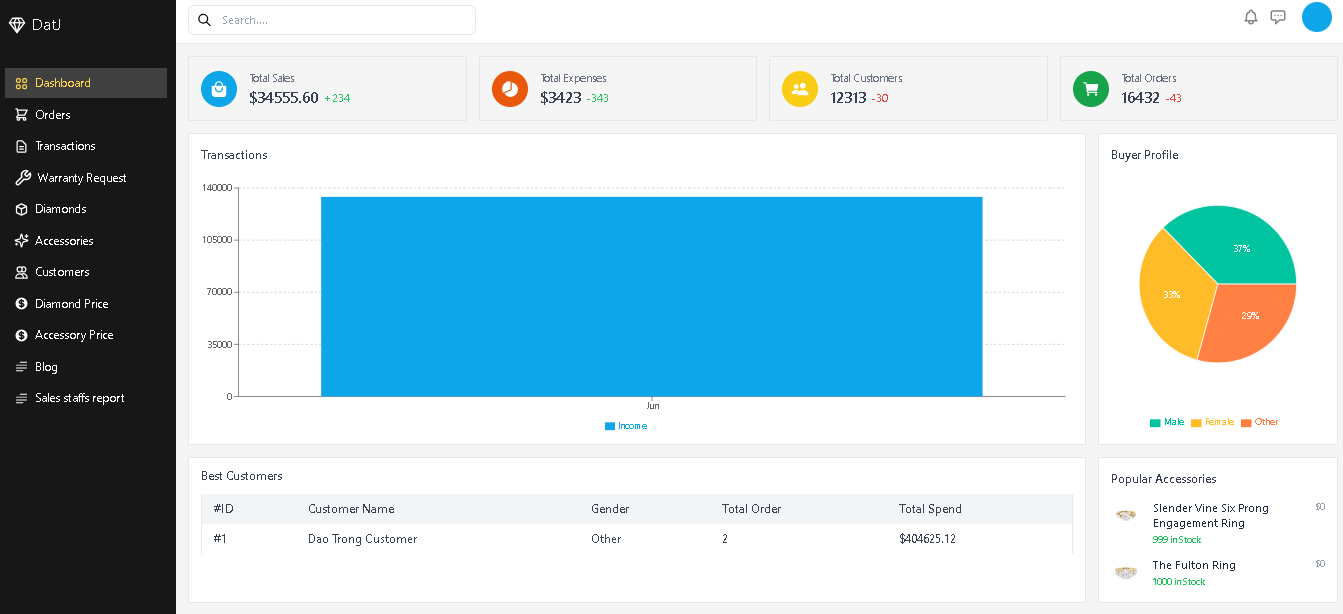 DatJ
Search....
Dashboard
Orders
Transactions
Warranty Request
Diamonds
Accessories
Customers
Diamond Price
Accessory Price
Blog
Sales staffs report
Total Sales
$34555.60 +234
Total Expenses
$3423 -343
Total Customers
12313 -30
Total Orders
16432 -43
Transactions
140000
105000
70000
35000
0
Jun
Income
Buyer Profile
37%
33%
29%
Male Female Other
Best Customers
#ID Customer Name Gender Total Order Total Spend
#1 Dao Trong Customer Other 2 $404625.12
Popular Accessories
Slender Vine Six Prong $0
Engagement Ring
999 in Stock
The Fulton Ring $0
1000 in Stock